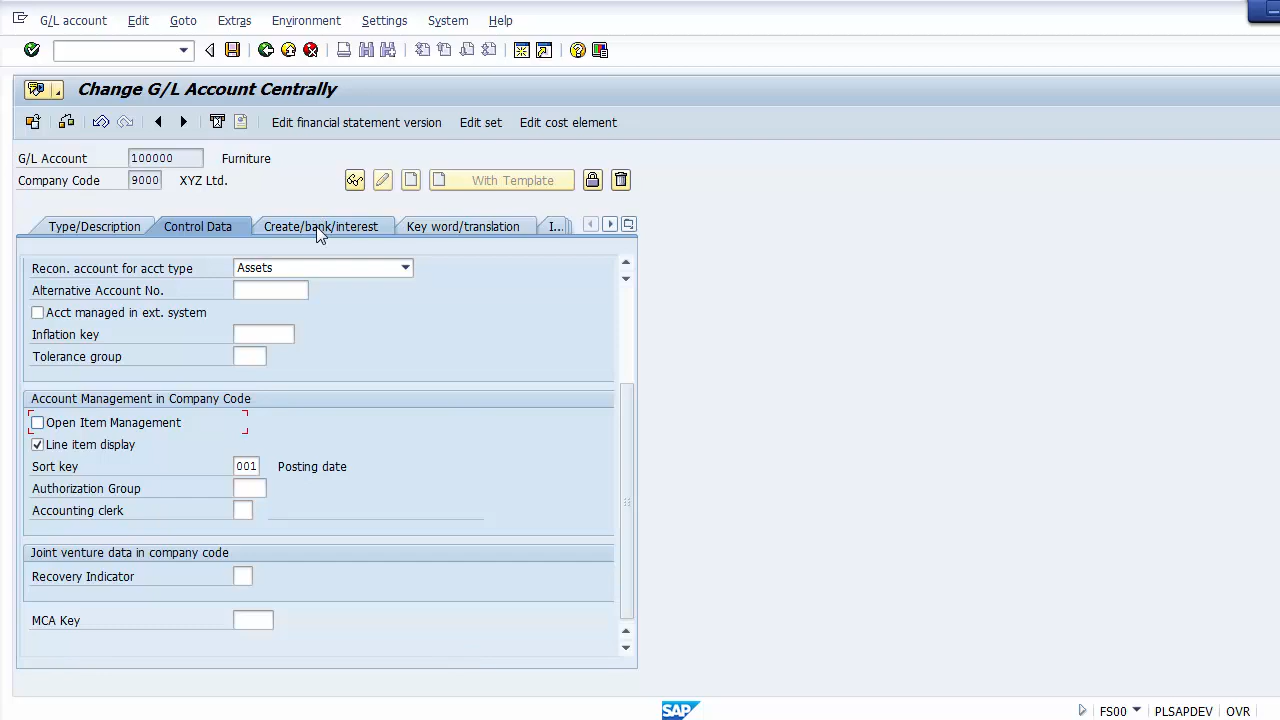 G/L account Edit Goto Extras Environment Settings System Help
Change G/L Account Centrally
Edit financial statement version Edit set Edit cost element
G/L Account 100000 Furniture
Company Code 9000 XYZ Ltd. With Template
Type/Description Control Data Create/bank/interest Key word/translation I...
Recon. account for acct type Assets
Alternative Account No.
Acct managed in ext. system
Inflation key
Tolerance group
Account Management in Company Code
Open Item Management
Line item display
Sort key 001 Posting date
Authorization Group
Accounting clerk
Joint venture data in company code
Recovery Indicator
MCA Key
SAP FS00 PLSAPDEV OVR